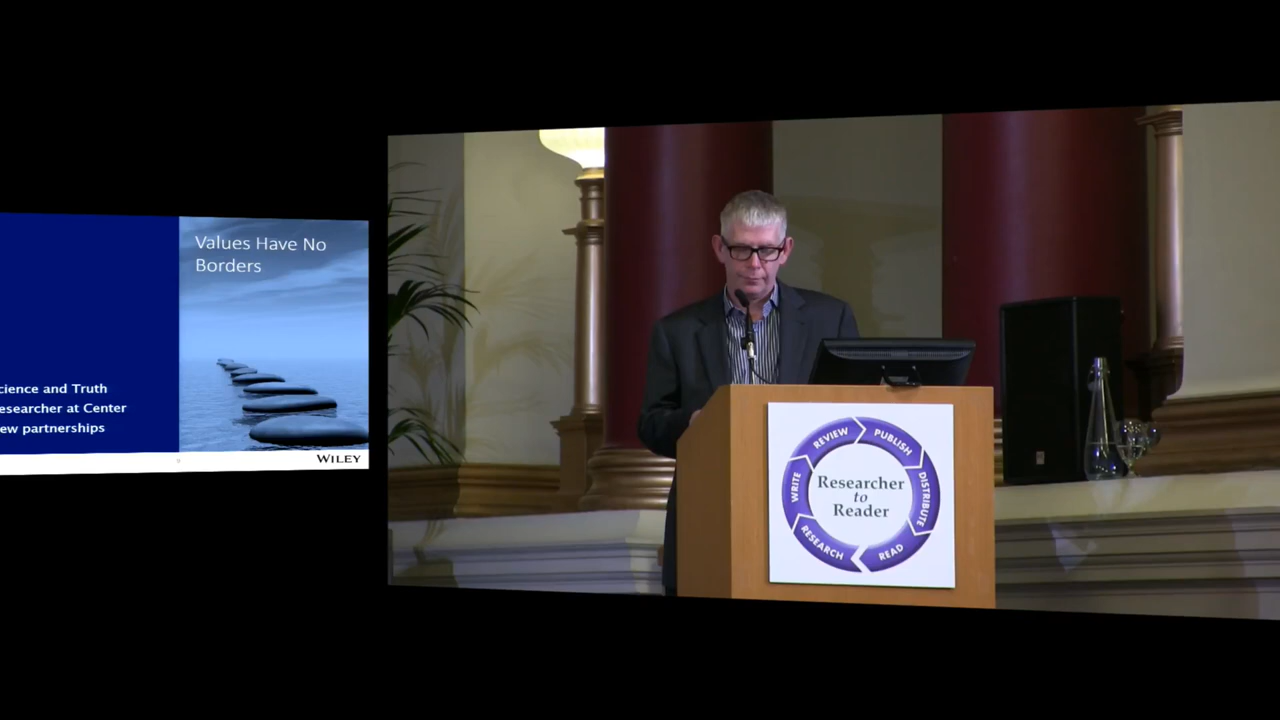 Values Have No
Borders
cience and Truth
esearcher at Center
ew partnerships
WILEY
REVIEW
PUBLISH
DISTRIBUTE
READ
RESEARCH
WRITE
Researcher
to
Reader